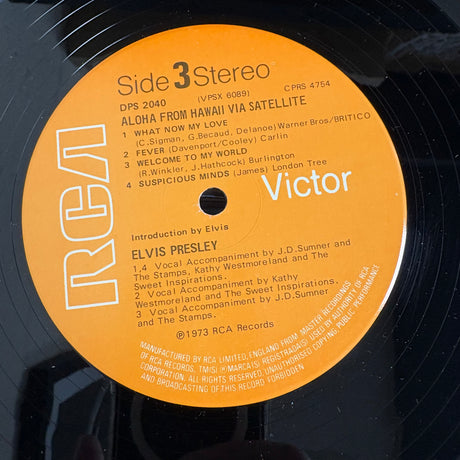 Side 3 Stereo
DPS 2040
(VPSX 6089)
CPRS 4754
ALOHA FROM HAWAII VIA SATELLITE
1 WHAT NOW MY LOVE
(C.Sigman, G.Becaud, Delanoe) Warner Bros/BRITICO
2 FEVER (Davenport/Cooley) Carlin
3 WELCOME TO MY WORLD
(R.Winkler, J.Hathcock) Burlington
4 SUSPICIOUS MINDS (James) London Tree
RCA
Victor
Introduction by Elvis
ELVIS PRESLEY
1,4 Vocal Accompaniment by J.D.Sumner and
The Stamps, Kathy Westmoreland and The
Sweet Inspirations.
2 Vocal Accompaniment by Kathy
Westmoreland and The Sweet Inspirations.
3 Vocal Accompaniment by J.D.Sumner
and The Stamps.
℗1973 RCA Records
MANUFACTURED BY RCA LIMITED, ENGLAND FROM MASTER RECORDINGS
OF RCA RECORDS. TM(S) ® MARCA(S) REGISTRADA(S) USED BY AUTHORITY OF RCA
CORPORATION. ALL RIGHTS RESERVED. UNAUTHORISED COPYING, PUBLIC PERFORMANCE
AND BROADCASTING OF THIS RECORD FORBIDDEN